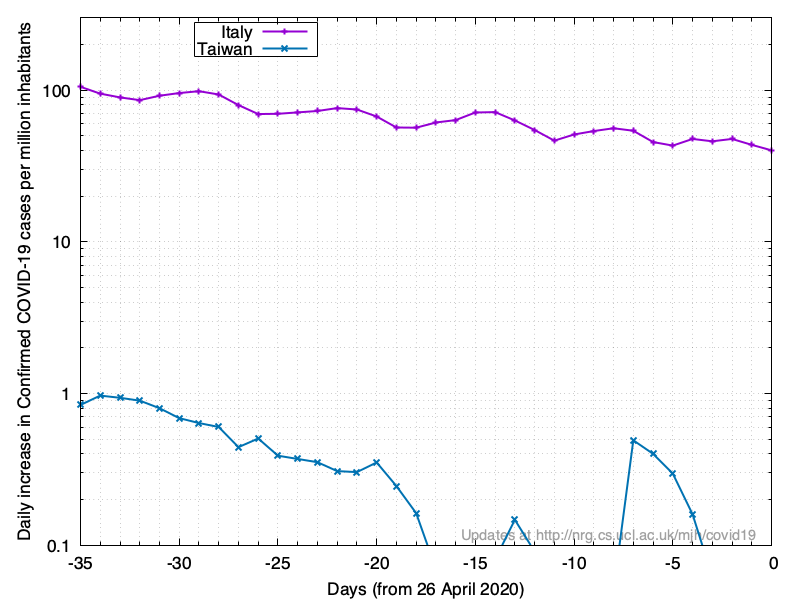 Italy
Taiwan
Daily increase in Confirmed COVID-19 cases per million inhabitants
100
10
1
0.1
Updates at http://nrg.cs.ucl.ac.uk/mjh/covid19
-35 -30 -25 -20 -15 -10 -5 0
Days (from 26 April 2020)